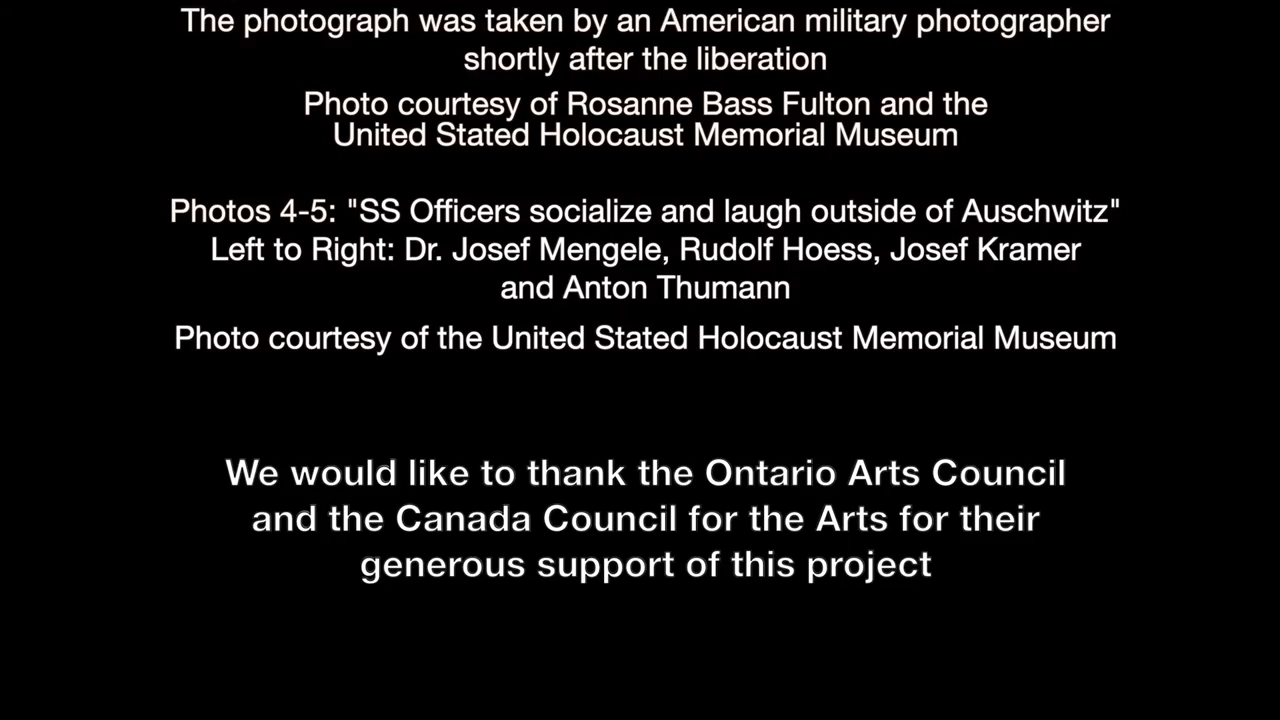 The photograph was taken by an American military photographer
shortly after the liberation
Photo courtesy of Rosanne Bass Fulton and the
United Stated Holocaust Memorial Museum
Photos 4-5: "SS Officers socialize and laugh outside of Auschwitz"
Left to Right: Dr. Josef Mengele, Rudolf Hoess, Josef Kramer
and Anton Thumann
Photo courtesy of the United Stated Holocaust Memorial Museum
We would like to thank the Ontario Arts Council
and the Canada Council for the Arts for their
generous support of this project